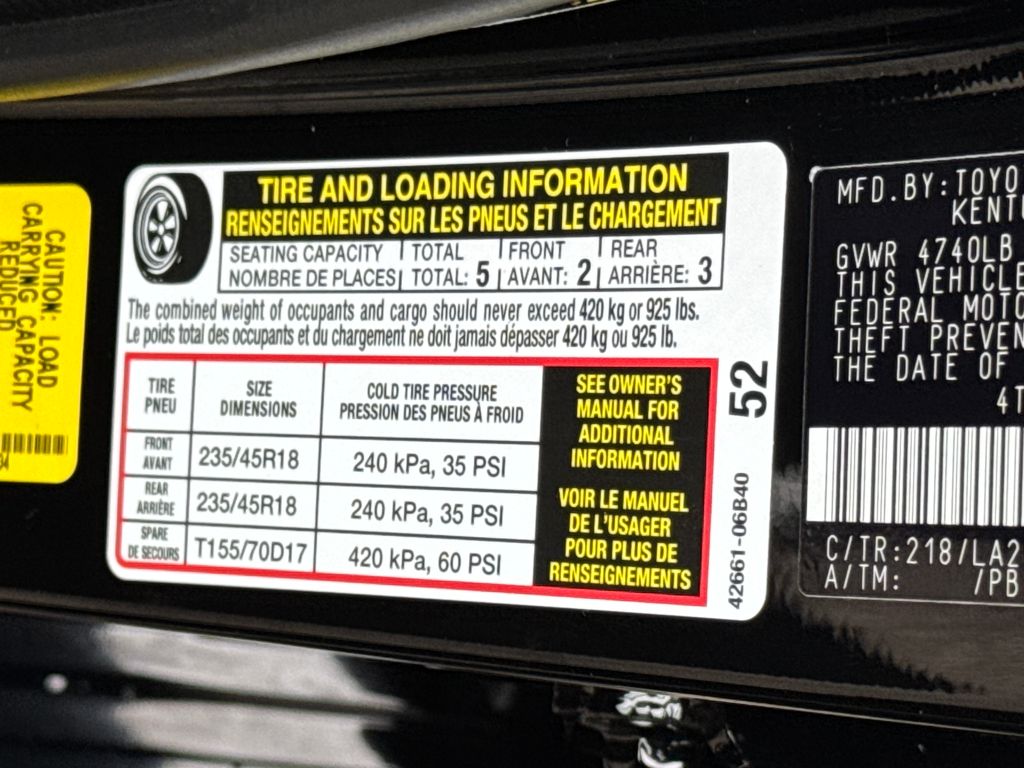 CAUTION: LOAD
CARRYING CAPACITY
REDUCED
TIRE AND LOADING INFORMATION
RENSEIGNEMENTS SUR LES PNEUS ET LE CHARGEMENT
SEATING CAPACITY TOTAL FRONT REAR
NOMBRE DE PLACES TOTAL: 5 AVANT: 2 ARRIÈRE: 3
The combined weight of occupants and cargo should never exceed 420 kg or 925 lbs.
Le poids total des occupants et du chargement ne doit jamais dépasser 420 kg ou 925 lb.
TIRE
PNEU
SIZE
DIMENSIONS
COLD TIRE PRESSURE
PRESSION DES PNEUS À FROID
FRONT
AVANT
235/45R18
240 kPa, 35 PSI
REAR
ARRIÈRE
235/45R18
240 kPa, 35 PSI
SPARE
DE SECOURS
T155/70D17
420 kPa, 60 PSI
SEE OWNER'S
MANUAL FOR
ADDITIONAL
INFORMATION
VOIR LE MANUEL
DE L'USAGER
POUR PLUS DE
RENSEIGNEMENTS
52
42661-06B40
MFD.BY:TOYO
KENTU
GVWR 4740LB
THIS VEHICLE
FEDERAL MOTO
THEFT PREVEN
THE DATE OF
4T
C/TR:218/LA2
A/TM: /PB